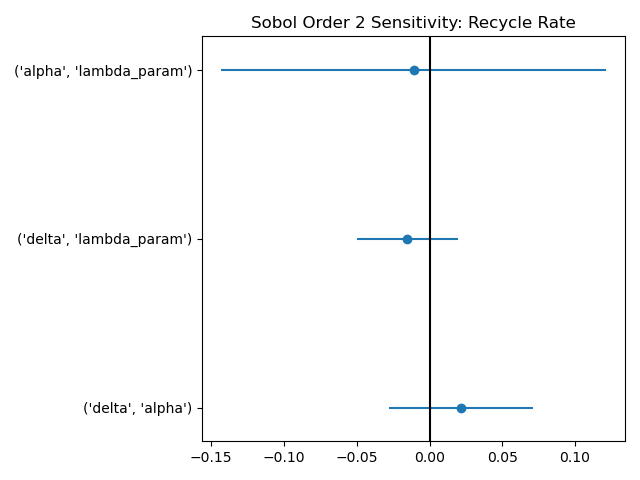 Sobol Order 2 Sensitivity: Recycle Rate
('alpha', 'lambda_param')
('delta', 'lambda_param')
('delta', 'alpha')
−0.15 −0.10 −0.05 0.00 0.05 0.10